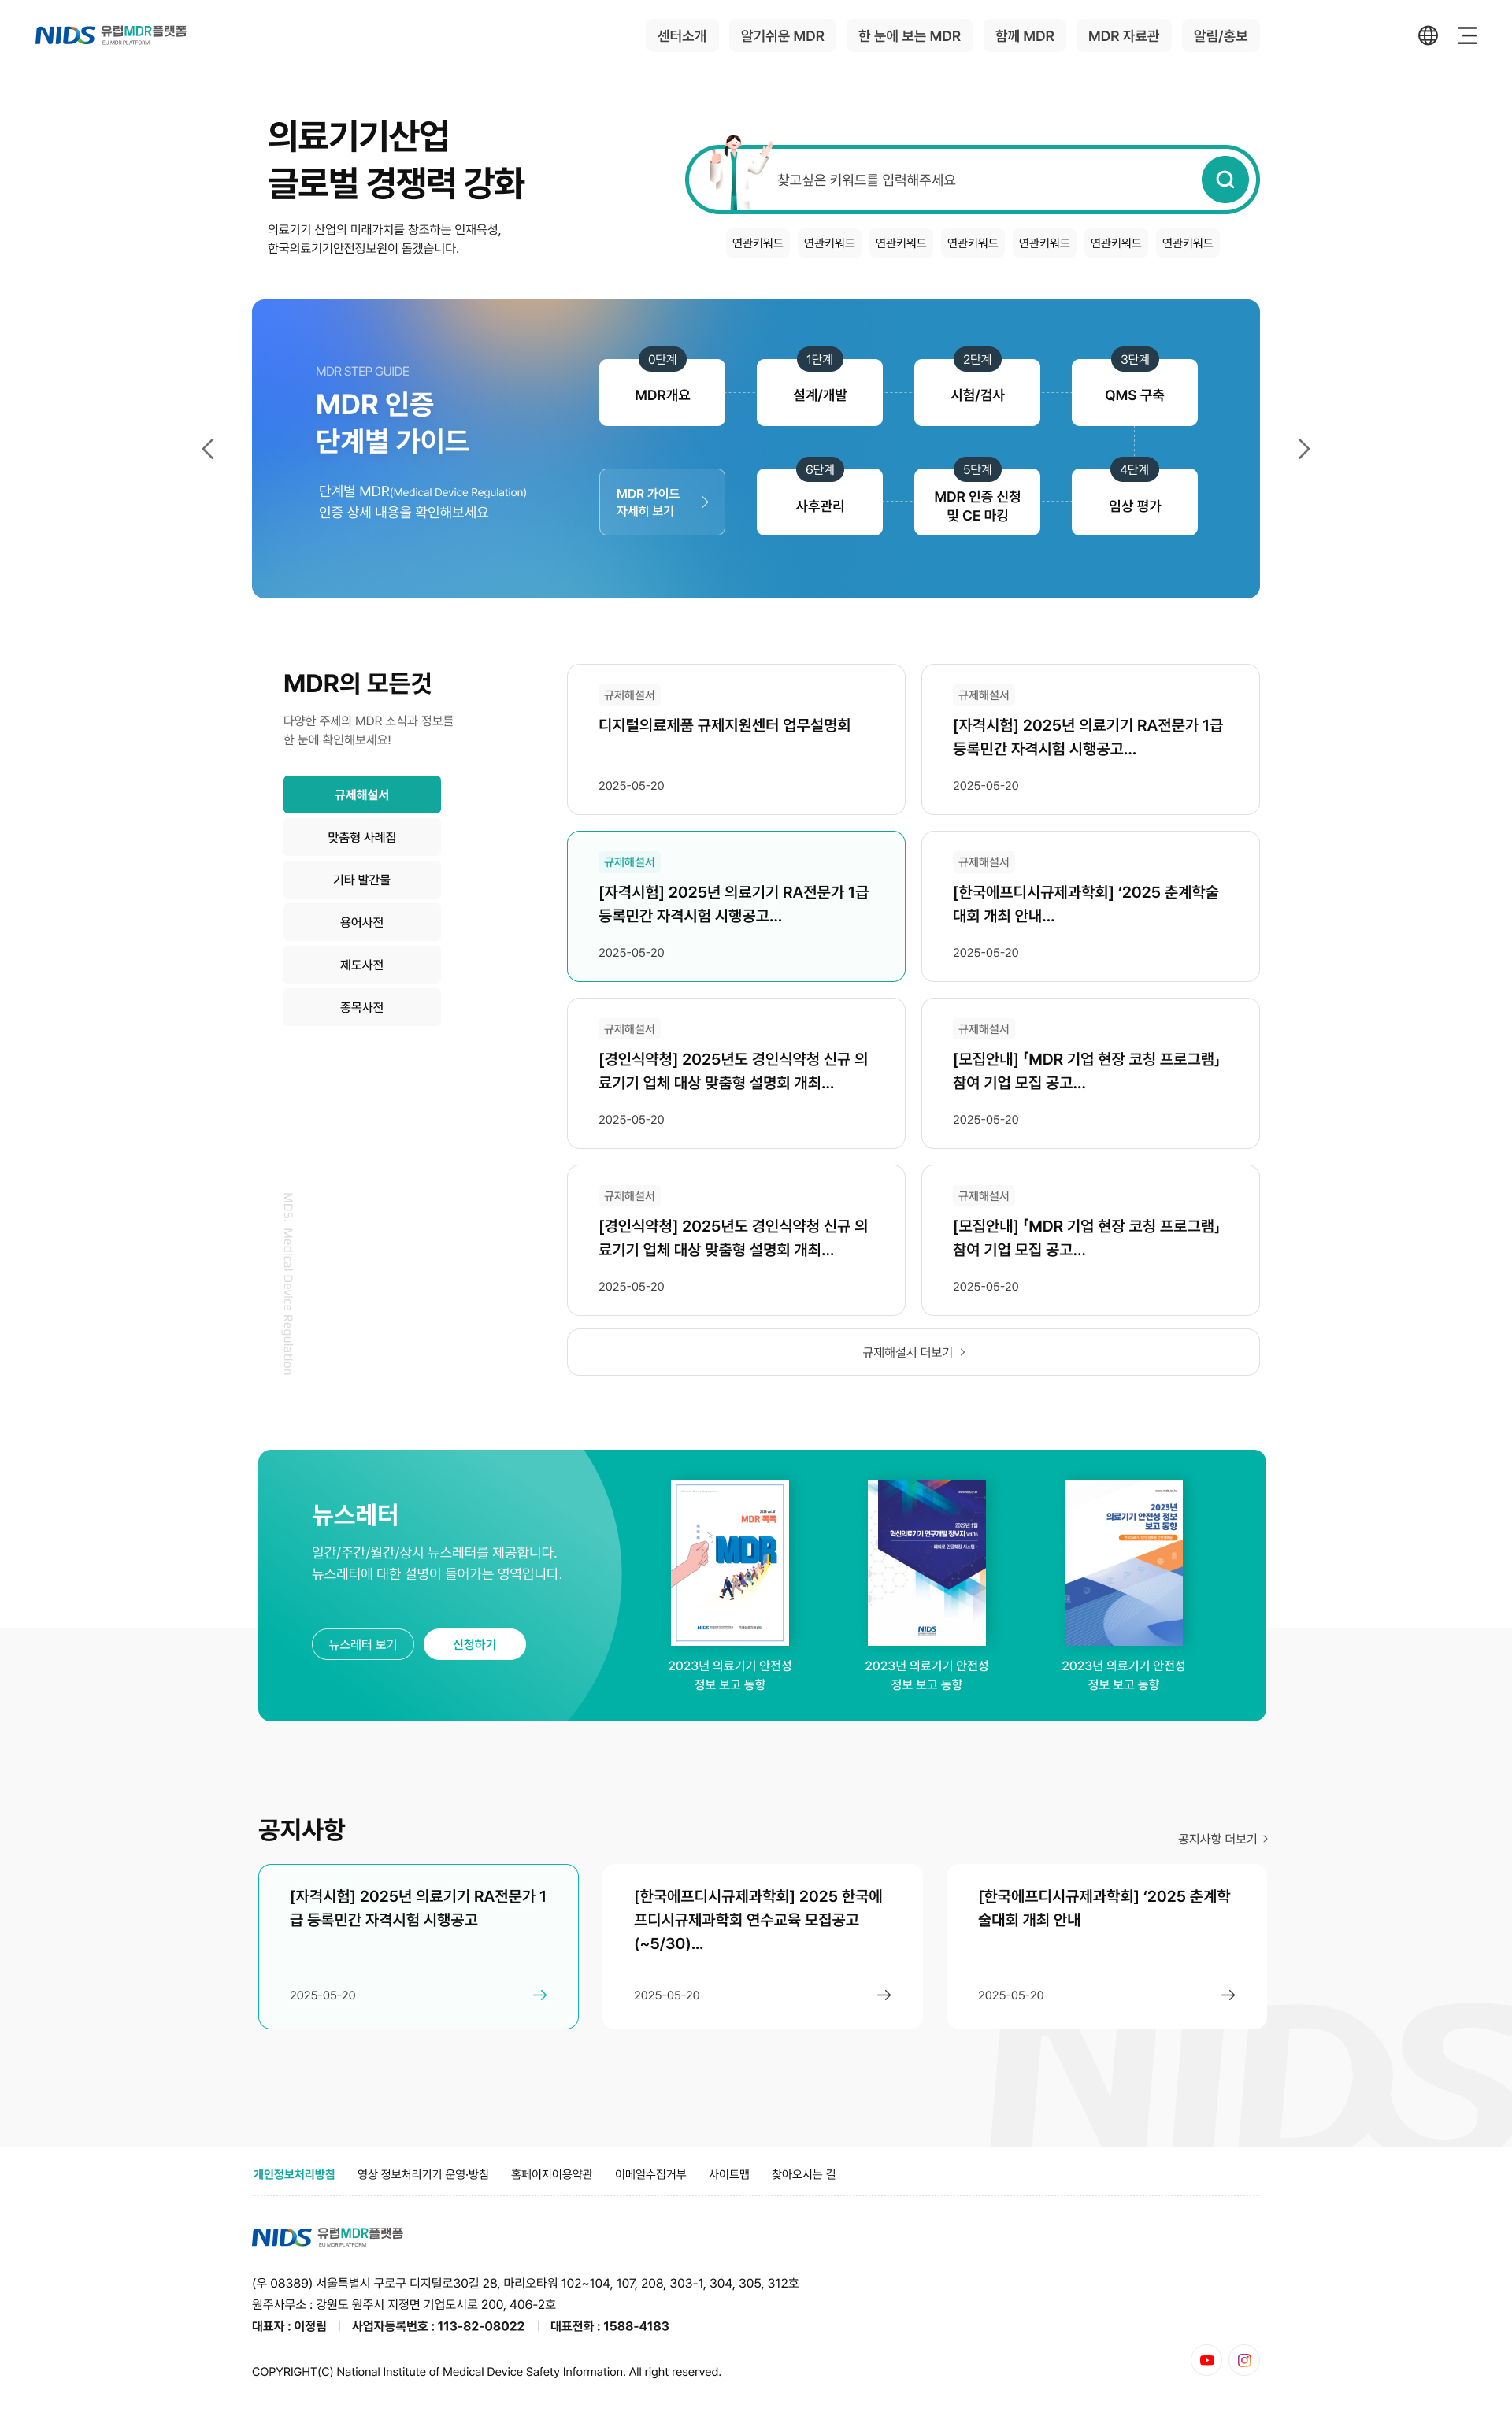 NIDS 유럽MDR플랫폼
EU MDR PLATFORM
센터소개
알기쉬운 MDR
한 눈에 보는 MDR
함께 MDR
MDR 자료관
알림/홍보
의료기기산업
글로벌 경쟁력 강화
의료기기 산업의 미래가치를 창조하는 인재육성,
한국의료기기안전정보원이 돕겠습니다.
찾고싶은 키워드를 입력해주세요
연관키워드 연관키워드 연관키워드 연관키워드 연관키워드 연관키워드 연관키워드
MDR STEP GUIDE
MDR 인증
단계별 가이드
단계별 MDR(Medical Device Regulation)
인증 상세 내용을 확인해보세요
0단계
MDR개요
1단계
설계/개발
2단계
시험/검사
3단계
QMS 구축
4단계
임상 평가
5단계
MDR 인증 신청
및 CE 마킹
6단계
사후관리
MDR 가이드
자세히 보기
MDR의 모든것
다양한 주제의 MDR 소식과 정보를
한 눈에 확인해보세요!
규제해설서
맞춤형 사례집
기타 발간물
용어사전
제도사전
종목사전
MDS. Medical Device Regulation
규제해설서
디지털의료제품 규제지원센터 업무설명회
2025-05-20
규제해설서
[자격시험] 2025년 의료기기 RA전문가 1급
등록민간 자격시험 시행공고...
2025-05-20
규제해설서
[자격시험] 2025년 의료기기 RA전문가 1급
등록민간 자격시험 시행공고...
2025-05-20
규제해설서
[한국에프디시규제과학회] ‘2025 춘계학술
대회 개최 안내...
2025-05-20
규제해설서
[경인식약청] 2025년도 경인식약청 신규 의
료기기 업체 대상 맞춤형 설명회 개최...
2025-05-20
규제해설서
[모집안내] 「MDR 기업 현장 코칭 프로그램」
참여 기업 모집 공고...
2025-05-20
규제해설서
[경인식약청] 2025년도 경인식약청 신규 의
료기기 업체 대상 맞춤형 설명회 개최...
2025-05-20
규제해설서
[모집안내] 「MDR 기업 현장 코칭 프로그램」
참여 기업 모집 공고...
2025-05-20
규제해설서 더보기
뉴스레터
일간/주간/월간/상시 뉴스레터를 제공합니다.
뉴스레터에 대한 설명이 들어가는 영역입니다.
뉴스레터 보기
신청하기
MDR 똑똑
MDR
NIDS
2023년 의료기기 안전성
정보 보고 동향
혁신의료기기 연구개발 정보지
NIDS
2023년 의료기기 안전성
정보 보고 동향
2023년
의료기기 안전성 정보
보고 동향
2023년 의료기기 안전성
정보 보고 동향
공지사항
공지사항 더보기
[자격시험] 2025년 의료기기 RA전문가 1
급 등록민간 자격시험 시행공고
2025-05-20
[한국에프디시규제과학회] 2025 한국에
프디시규제과학회 연수교육 모집공고
(~5/30)...
2025-05-20
[한국에프디시규제과학회] ‘2025 춘계학
술대회 개최 안내
2025-05-20
NIDS
개인정보처리방침
영상 정보처리기기 운영·방침
홈페이지이용약관
이메일수집거부
사이트맵
찾아오시는 길
NIDS 유럽MDR플랫폼
EU MDR PLATFORM
(우 08389) 서울특별시 구로구 디지털로30길 28, 마리오타워 102~104, 107, 208, 303-1, 304, 305, 312호
원주사무소 : 강원도 원주시 지정면 기업도시로 200, 406-2호
대표자 : 이정림 사업자등록번호 : 113-82-08022 대표전화 : 1588-4183
COPYRIGHT(C) National Institute of Medical Device Safety Information. All right reserved.